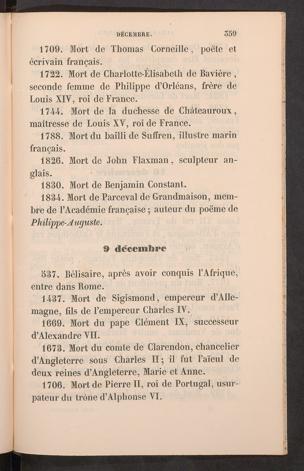 DÉCEMBRE. 359
1709. Mort de Thomas Corneille, poëte et
écrivain français.
1722. Mort de Charlotte-Élisabeth de Bavière,
seconde femme de Philippe d'Orléans, frère de
Louis XIV, roi de France.
1744. Mort de la duchesse de Châteauroux,
maîtresse de Louis XV, roi de France.
1788. Mort du bailli de Suffren, illustre marin
français.
1826. Mort de John Flaxman, sculpteur an-
glais.
1830. Mort de Benjamin Constant.
1834. Mort de Parceval de Grandmaison, mem-
bre de l'Académie française; auteur du poëme de
Philippe-Auguste.
9 décembre
537. Bélisaire, après avoir conquis l'Afrique,
entre dans Rome.
1437. Mort de Sigismond, empereur d'Alle-
magne, fils de l'empereur Charles IV.
1669. Mort du pape Clément IX, successeur
d'Alexandre VII.
1673. Mort du comte de Clarendon, chancelier
d'Angleterre sous Charles II; il fut l'aïeul de
deux reines d'Angleterre, Marie et Anne.
1706. Mort de Pierre II, roi de Portugal, usur-
pateur du trône d'Alphonse VI.